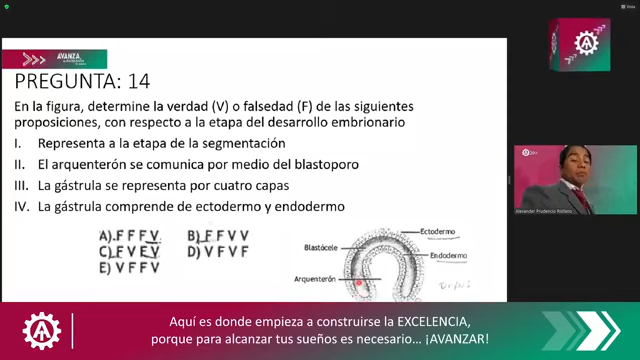 Vista
AVANZA
PREGUNTA: 14
En la figura, determine la verdad (V) o falsedad (F) de las siguientes
proposiciones, con respecto a la etapa del desarrollo embrionario
I. Representa a la etapa de la segmentación
II. El arquenterón se comunica por medio del blastoporo
III. La gástrula se representa por cuatro capas
IV. La gástrula comprende de ectodermo y endodermo
A) F F F V B) F F V V
C) F V F V D) V F V F
E) V F F V
Ectodermo
Blastócele
Endodermo
Arquenterón
Alexander Prudencio Rosteno
Aquí es donde empieza a construirse la EXCELENCIA,
porque para alcanzar tus sueños es necesario... ¡AVANZAR!